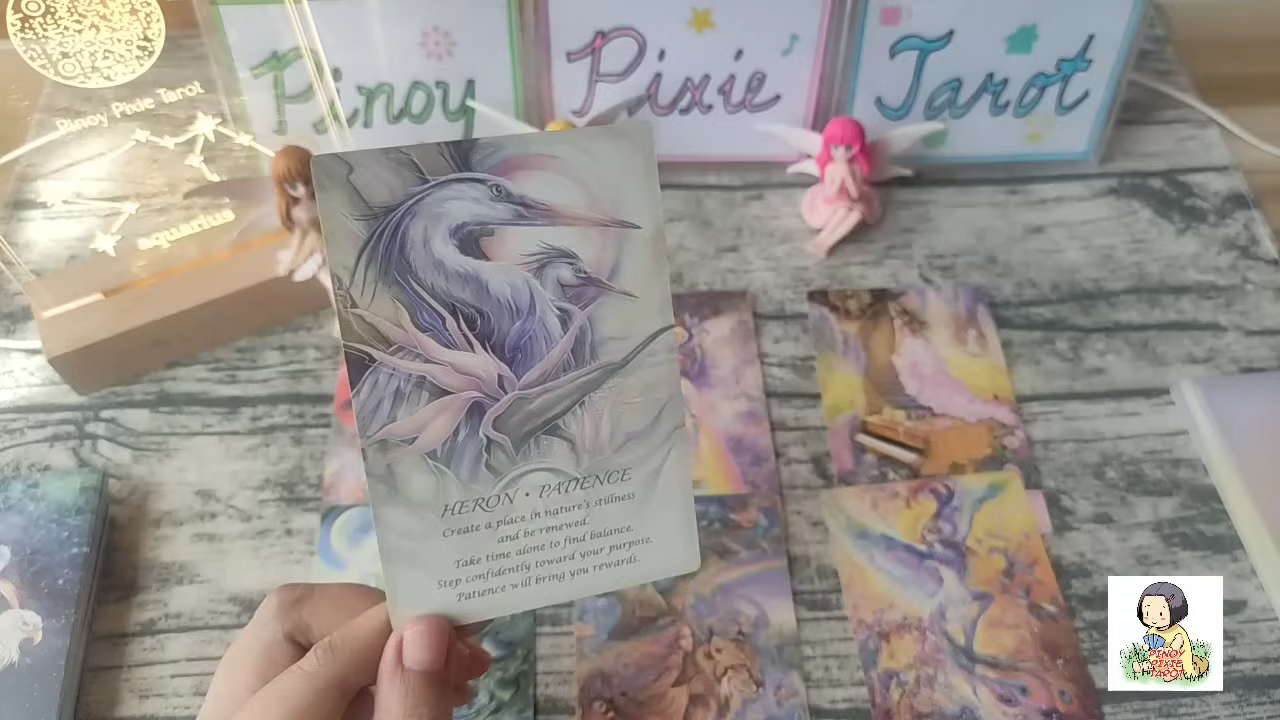 Pinoy Pixie Tarot
Pinoy Pixie Tarot
aquarius
HERON • PATIENCE
Create a place in nature's stillness
and be renewed.
Take time alone to find balance.
Step confidently toward your purpose.
Patience will bring you rewards.
PINOY
PIXIE
TAROT